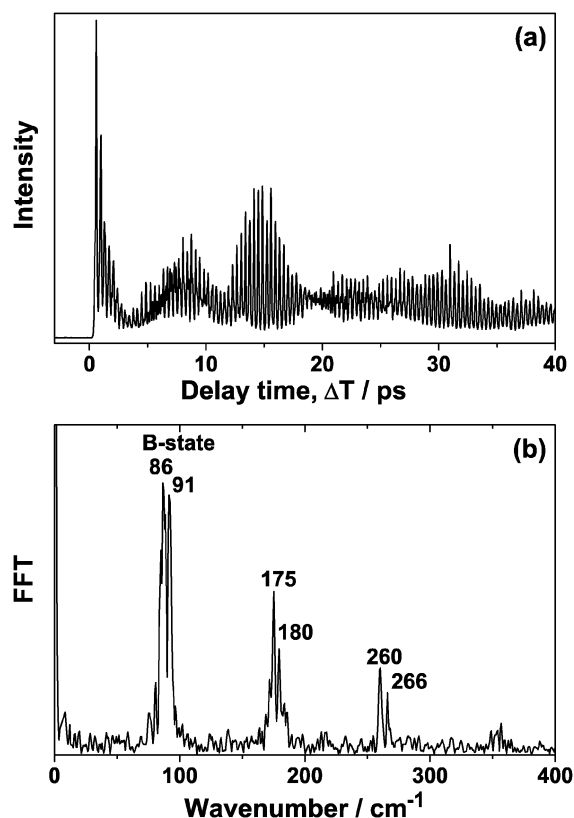 (a)
Intensity
0 10 20 30 40
Delay time, ΔT / ps
(b)
B-state
86
91
175
180
260
266
FFT
0 100 200 300 400
Wavenumber / cm⁻¹